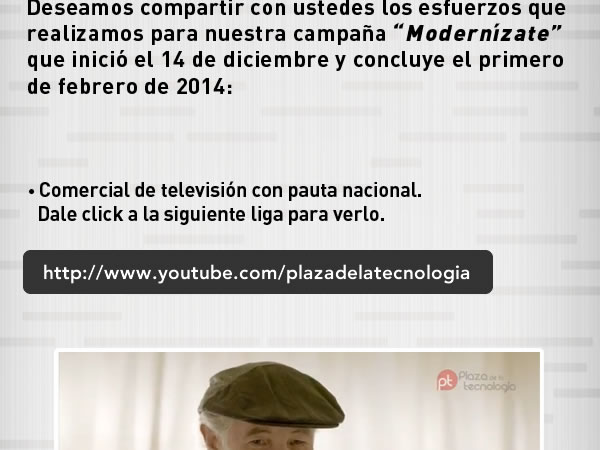 Deseamos compartir con ustedes los esfuerzos que
realizamos para nuestra campaña “Modernízate”
que inició el 14 de diciembre y concluye el primero
de febrero de 2014:
• Comercial de televisión con pauta nacional.
Dale click a la siguiente liga para verlo.
http://www.youtube.com/plazadelatecnologia
pt Plaza de la
tecnología